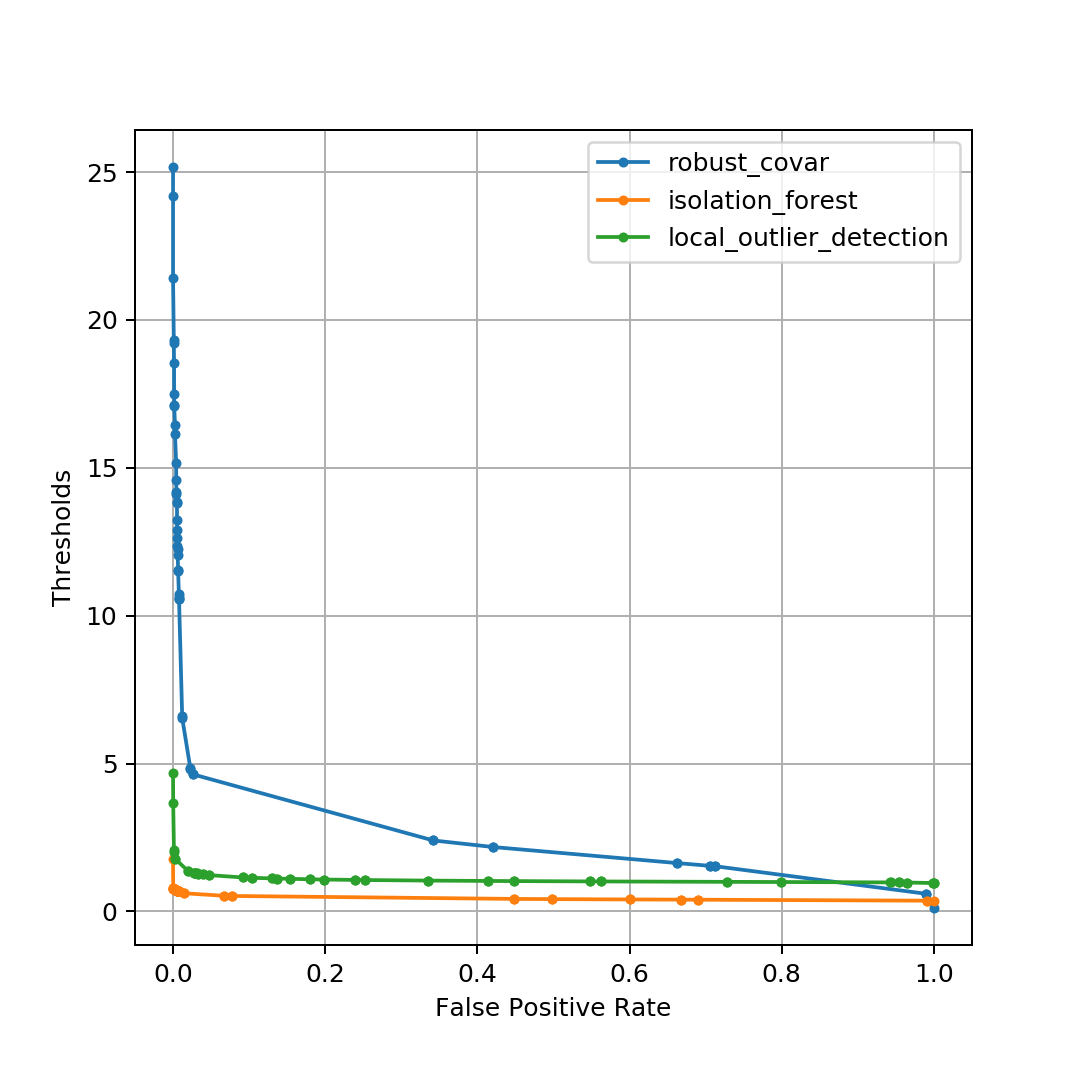 robust_covar
isolation_forest
local_outlier_detection
25
20
15
10
5
0
Thresholds
0.0 0.2 0.4 0.6 0.8 1.0
False Positive Rate